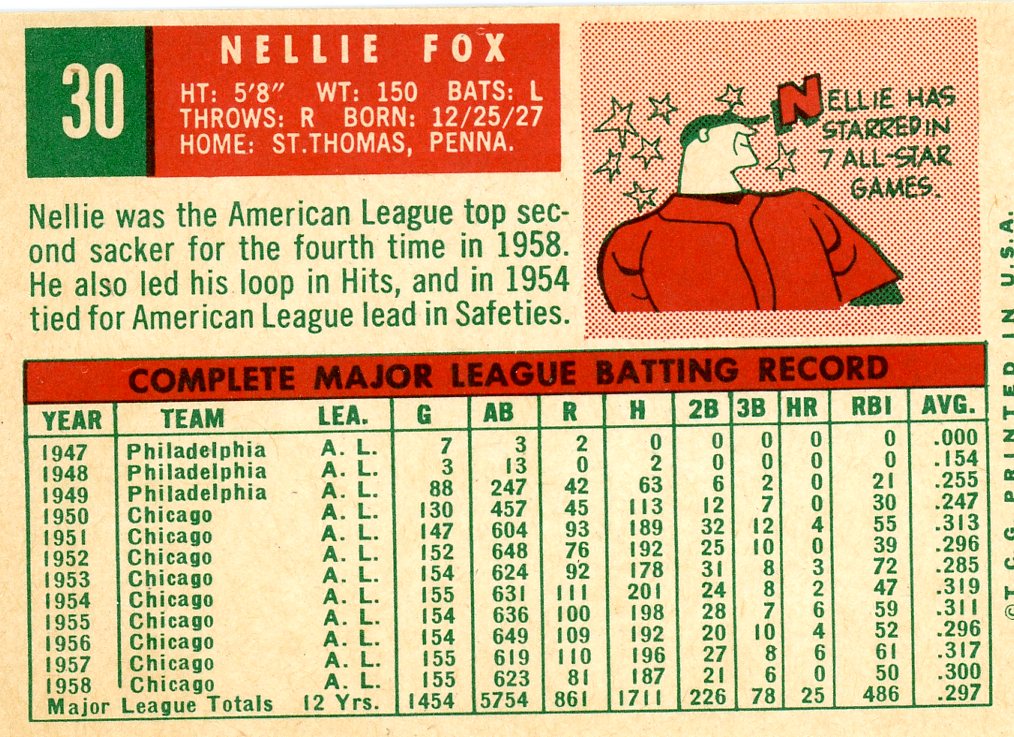 30
NELLIE FOX
HT: 5'8" WT: 150 BATS: L
THROWS: R BORN: 12/25/27
HOME: ST.THOMAS, PENNA.
NELLIE HAS
STARRED IN
7 ALL-STAR
GAMES.
Nellie was the American League top sec-
ond sacker for the fourth time in 1958.
He also led his loop in Hits, and in 1954
tied for American League lead in Safeties.
COMPLETE MAJOR LEAGUE BATTING RECORD
YEAR TEAM LEA. G AB R H 2B 3B HR RBI AVG.
1947 Philadelphia A. L. 7 3 2 0 0 0 0 0 .000
1948 Philadelphia A. L. 3 13 0 2 0 0 0 0 .154
1949 Philadelphia A. L. 88 247 42 63 6 2 0 21 .255
1950 Chicago A. L. 130 457 45 113 12 7 0 30 .247
1951 Chicago A. L. 147 604 93 189 32 12 4 55 .313
1952 Chicago A. L. 152 648 76 192 25 10 0 39 .296
1953 Chicago A. L. 154 624 92 178 31 8 3 72 .285
1954 Chicago A. L. 155 631 111 201 24 8 2 47 .319
1955 Chicago A. L. 154 636 100 198 28 7 6 59 .311
1956 Chicago A. L. 154 649 109 192 20 10 4 52 .296
1957 Chicago A. L. 155 619 110 196 27 8 6 61 .317
1958 Chicago A. L. 155 623 81 187 21 6 0 50 .300
Major League Totals 12 Yrs. 1454 5754 861 1711 226 78 25 486 .297
© T. C. G. PRINTED IN U.S.A.